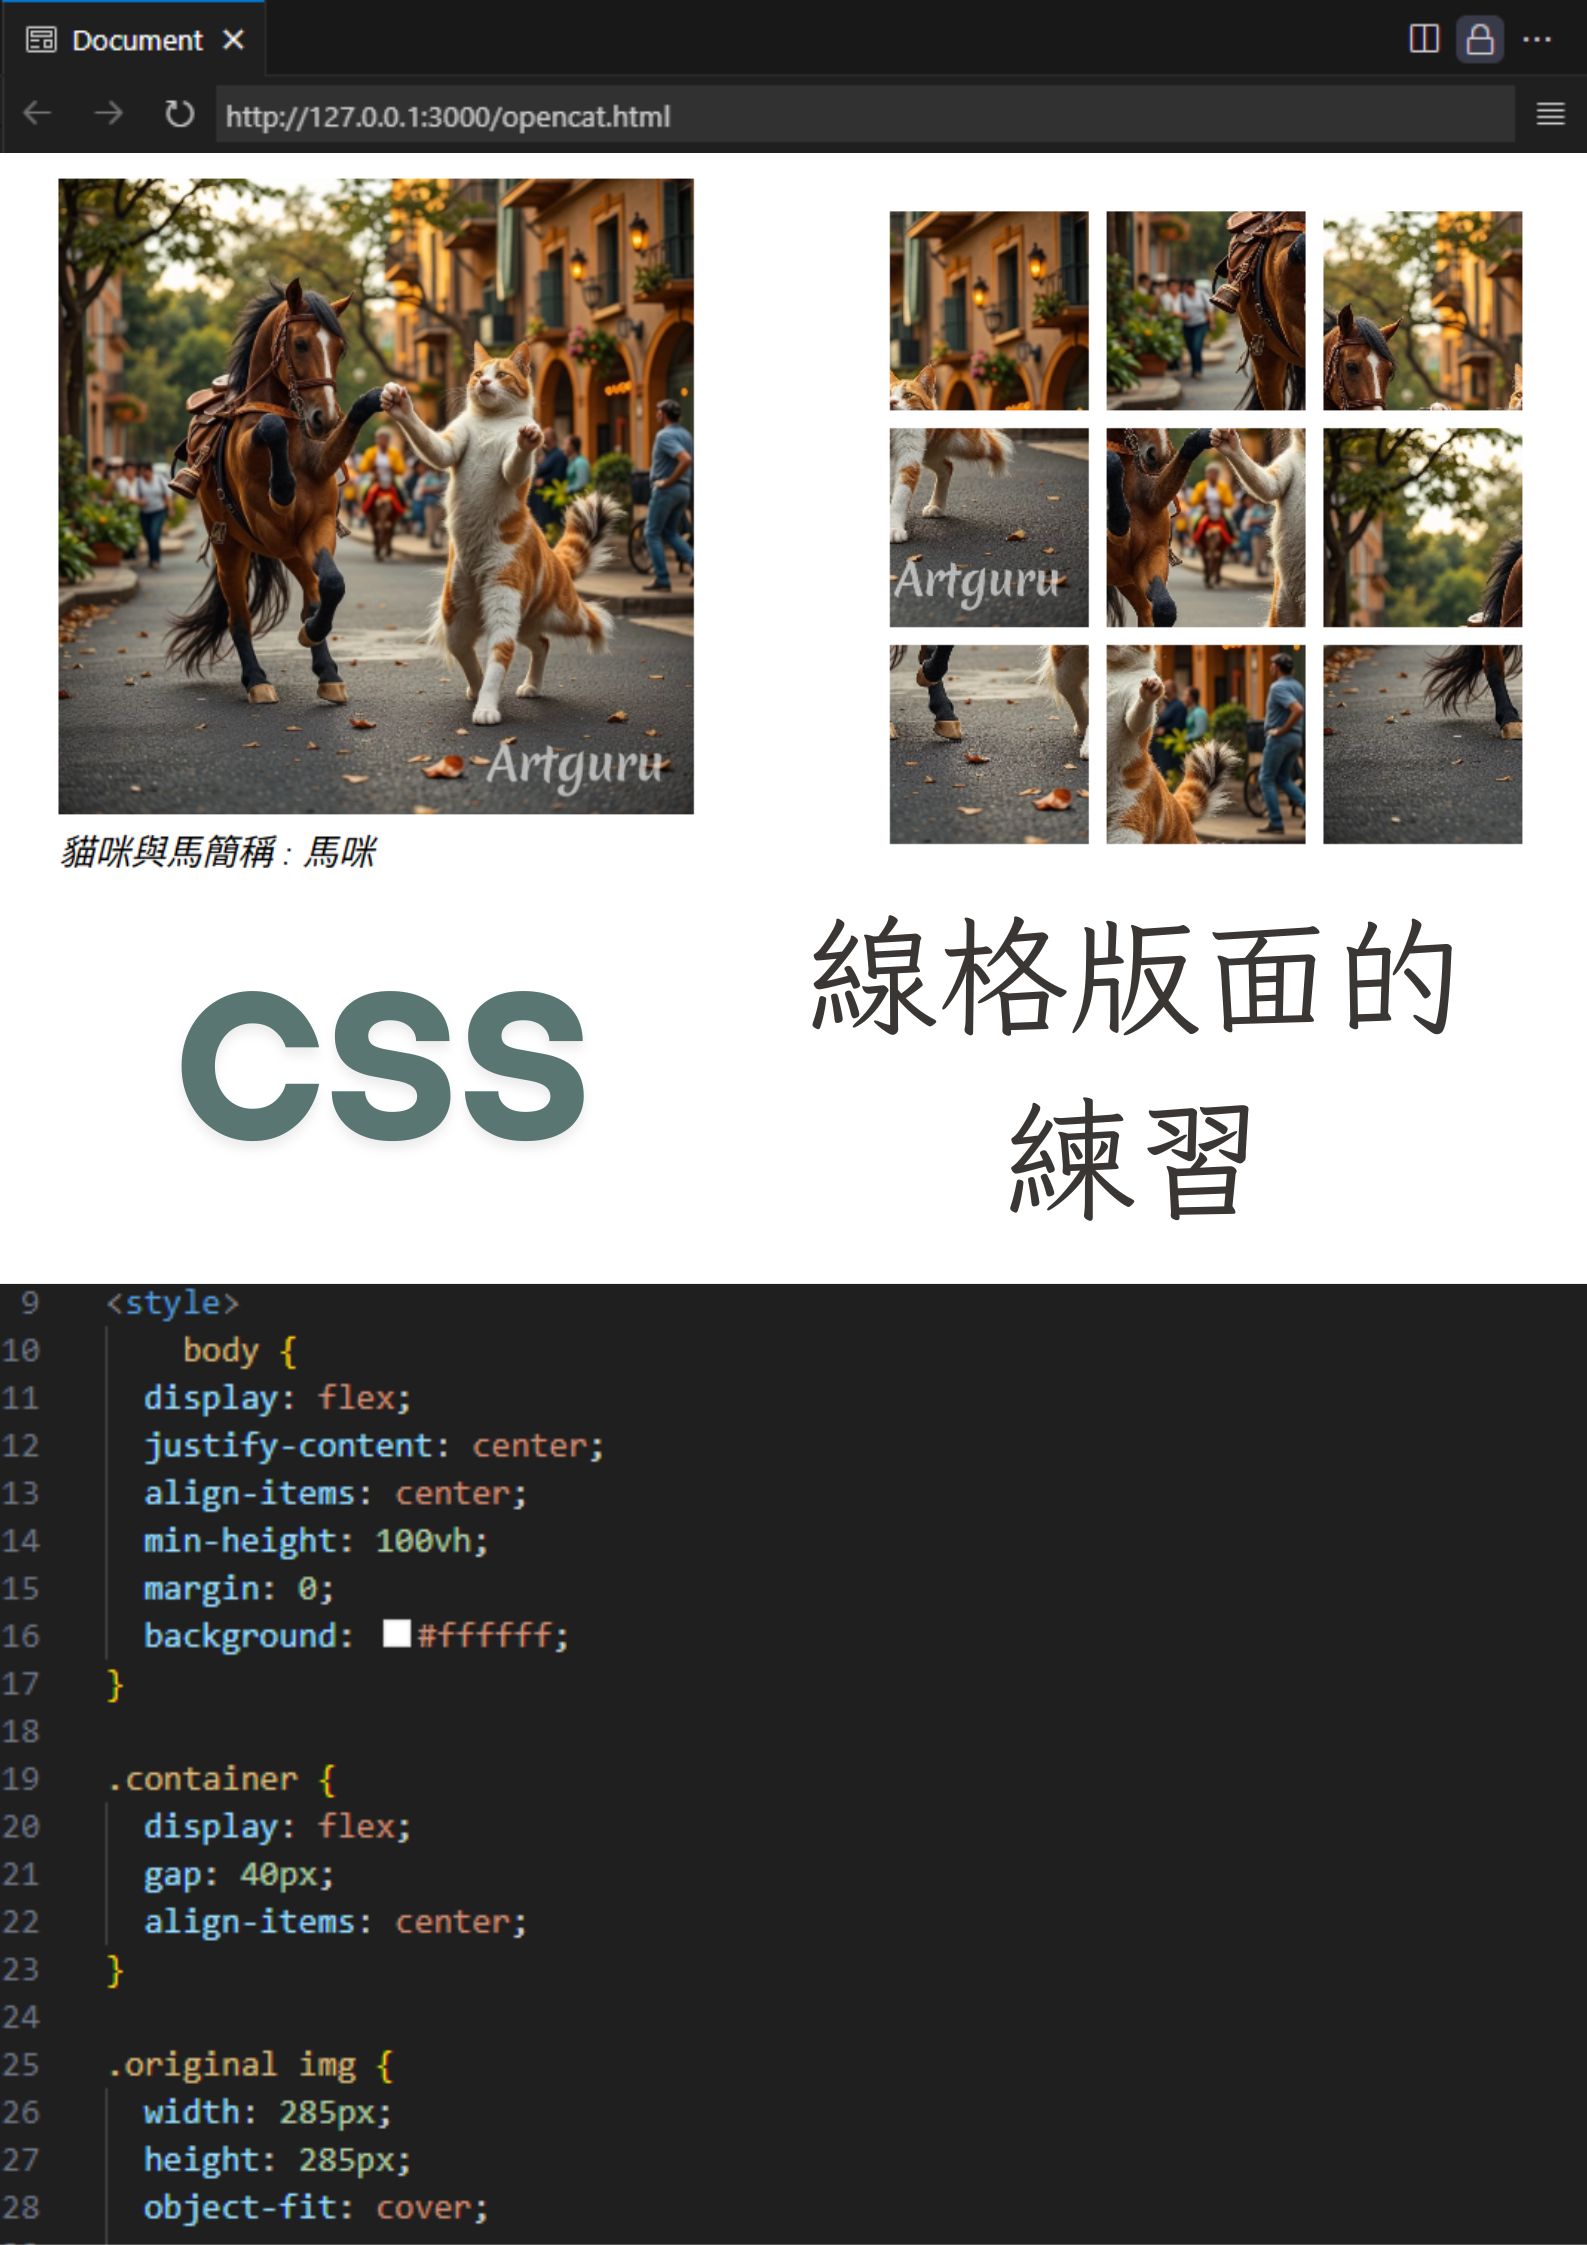 Document
http://127.0.0.1:3000/opencat.html
Artguru
Artguru
貓咪與馬簡稱 : 馬咪
css
線格版面的
練習
9 <style>
10 body {
11 display: flex;
12 justify-content: center;
13 align-items: center;
14 min-height: 100vh;
15 margin: 0;
16 background: #ffffff;
17 }
18
19 .container {
20 display: flex;
21 gap: 40px;
22 align-items: center;
23 }
24
25 .original img {
26 width: 285px;
27 height: 285px;
28 object-fit: cover;